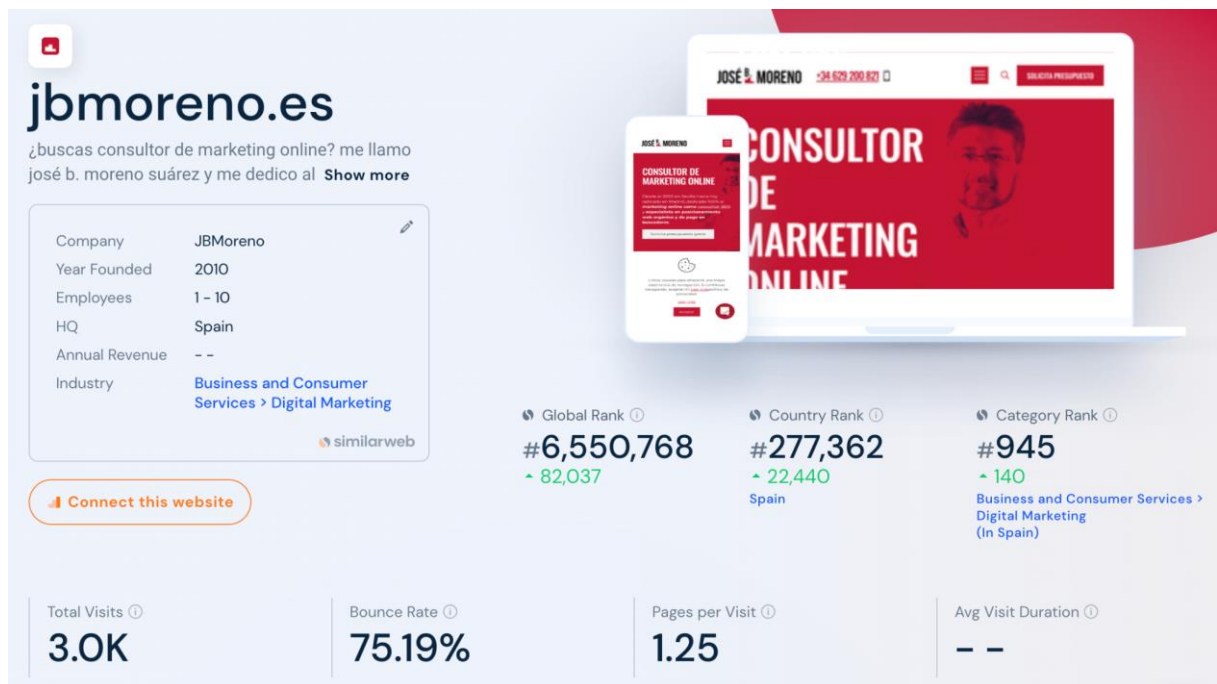 jbmoreno.es
¿buscas consultor de marketing online? me llamo
josé b. moreno suárez y me dedico al Show more
Company JBMoreno
Year Founded 2010
Employees 1 - 10
HQ Spain
Annual Revenue - -
Industry Business and Consumer
Services > Digital Marketing
similarweb
Connect this website
JOSÉ B. MORENO +34 629 200 821 SOLICITA PRESUPUESTO
CONSULTOR
DE
MARKETING
ONLINE
JOSÉ B. MORENO
CONSULTOR DE
MARKETING ONLINE
Global Rank
#6,550,768
82,037
Country Rank
#277,362
22,440
Spain
Category Rank
#945
140
Business and Consumer Services >
Digital Marketing
(In Spain)
Total Visits
3.0K
Bounce Rate
75.19%
Pages per Visit
1.25
Avg Visit Duration
- -